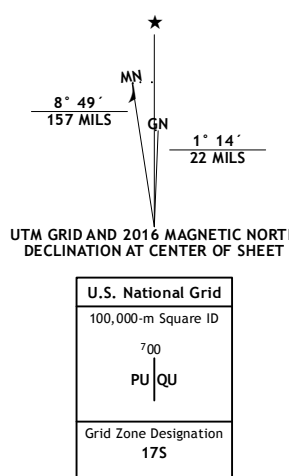 MN
8° 49´
157 MILS
GN
1° 14´
22 MILS
UTM GRID AND 2016 MAGNETIC NORT
DECLINATION AT CENTER OF SHEET
U.S. National Grid
100,000-m Square ID
700
PU QU
Grid Zone Designation
17S